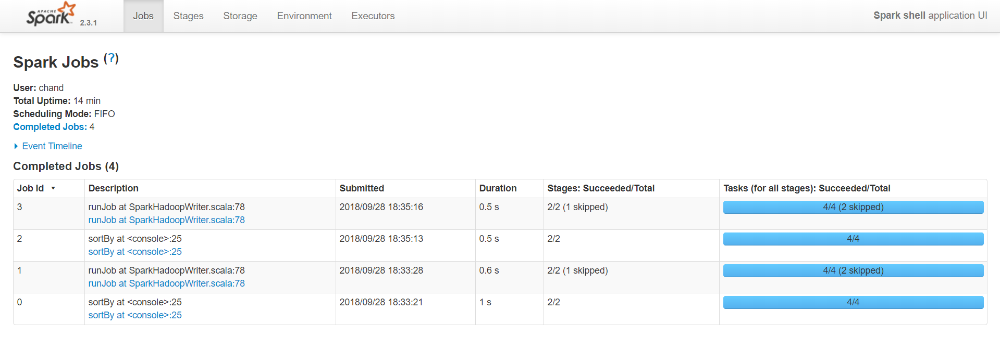 APACHE
Spark 2.3.1 Jobs Stages Storage Environment Executors Spark shell application UI
Spark Jobs (?)
User: chand
Total Uptime: 14 min
Scheduling Mode: FIFO
Completed Jobs: 4
Event Timeline
Completed Jobs (4)
Job Id ▾ Description Submitted Duration Stages: Succeeded/Total Tasks (for all stages): Succeeded/Total
3 runJob at SparkHadoopWriter.scala:78 2018/09/28 18:35:16 0.5 s 2/2 (1 skipped) 4/4 (2 skipped)
runJob at SparkHadoopWriter.scala:78
2 sortBy at <console>:25 2018/09/28 18:35:13 0.5 s 2/2 4/4
sortBy at <console>:25
1 runJob at SparkHadoopWriter.scala:78 2018/09/28 18:33:28 0.6 s 2/2 (1 skipped) 4/4 (2 skipped)
runJob at SparkHadoopWriter.scala:78
0 sortBy at <console>:25 2018/09/28 18:33:21 1 s 2/2 4/4
sortBy at <console>:25